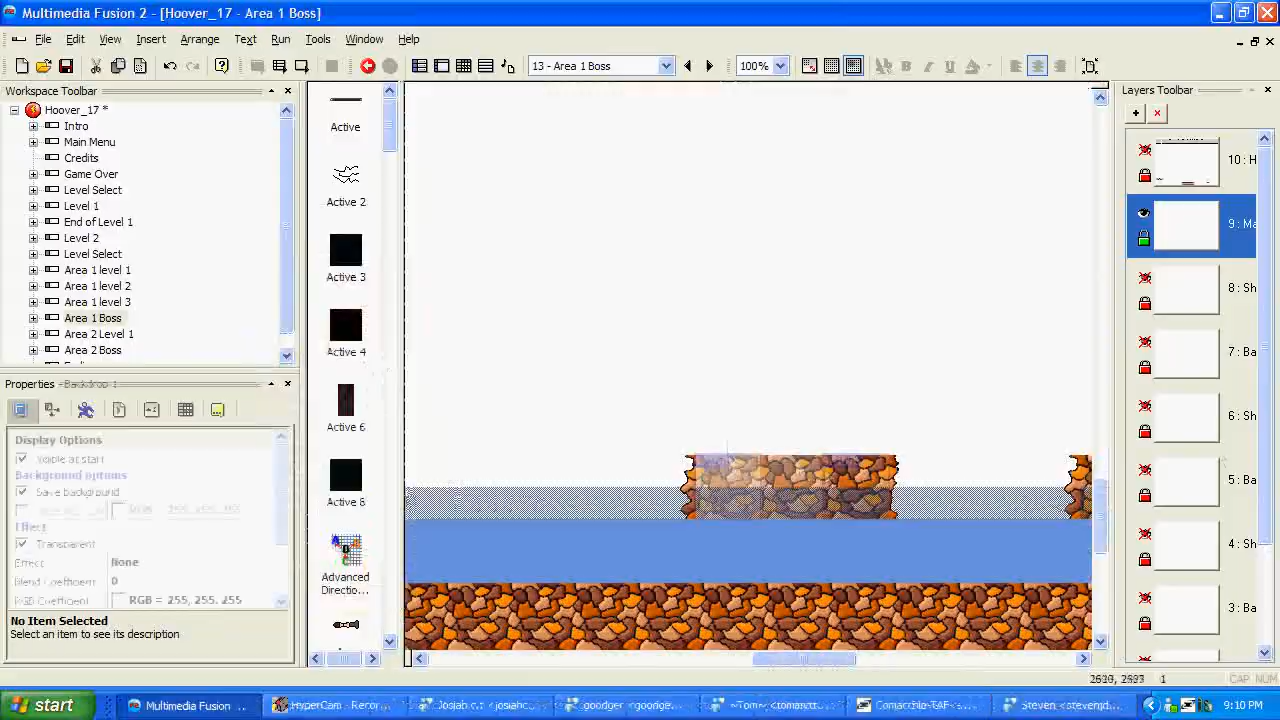 Multimedia Fusion 2 - [Hoover_17 - Area 1 Boss]
File Edit View Insert Arrange Text Run Tools Window Help
13 - Area 1 Boss 100%
Workspace Toolbar
Hoover_17 *
Intro
Main Menu
Credits
Game Over
Level Select
Level 1
End of Level 1
Level 2
Level Select
Area 1 level 1
Area 1 level 2
Area 1 level 3
Area 1 Boss
Area 2 Level 1
Area 2 Boss
Properties - Backdrop 1
Display Options
Visible at start
Background options
Save background
RGB = 255, 255, 255
Effect
Transparent
Effect None
Blend Coefficient 0
RGB Coefficient RGB = 255, 255, 255
No Item Selected
Select an item to see its description
Active
Active 2
Active 3
Active 4
Active 6
Active 8
Advanced
Directio...
Layers Toolbar
10 : H
9 : Ma
8 : Sh
7 : Ba
6 : Sh
5 : Ba
4 : Sh
3 : Ba
1 CAP NUM
start Multimedia Fusion ... HyperCam - Recor... 9:10 PM